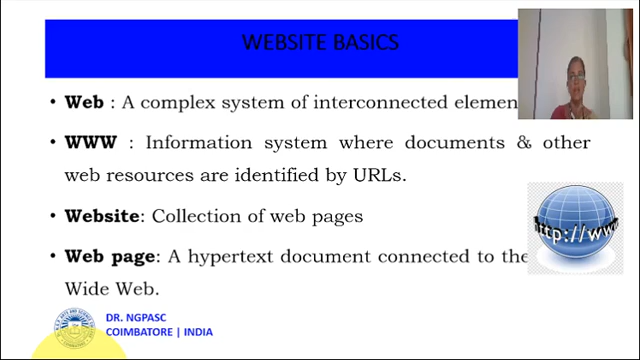 WEBSITE BASICS
• Web : A complex system of interconnected elemen
• WWW : Information system where documents & other
web resources are identified by URLs.
• Website: Collection of web pages
http://www
• Web page: A hypertext document connected to the
Wide Web.
DR. NGPASC
COIMBATORE | INDIA